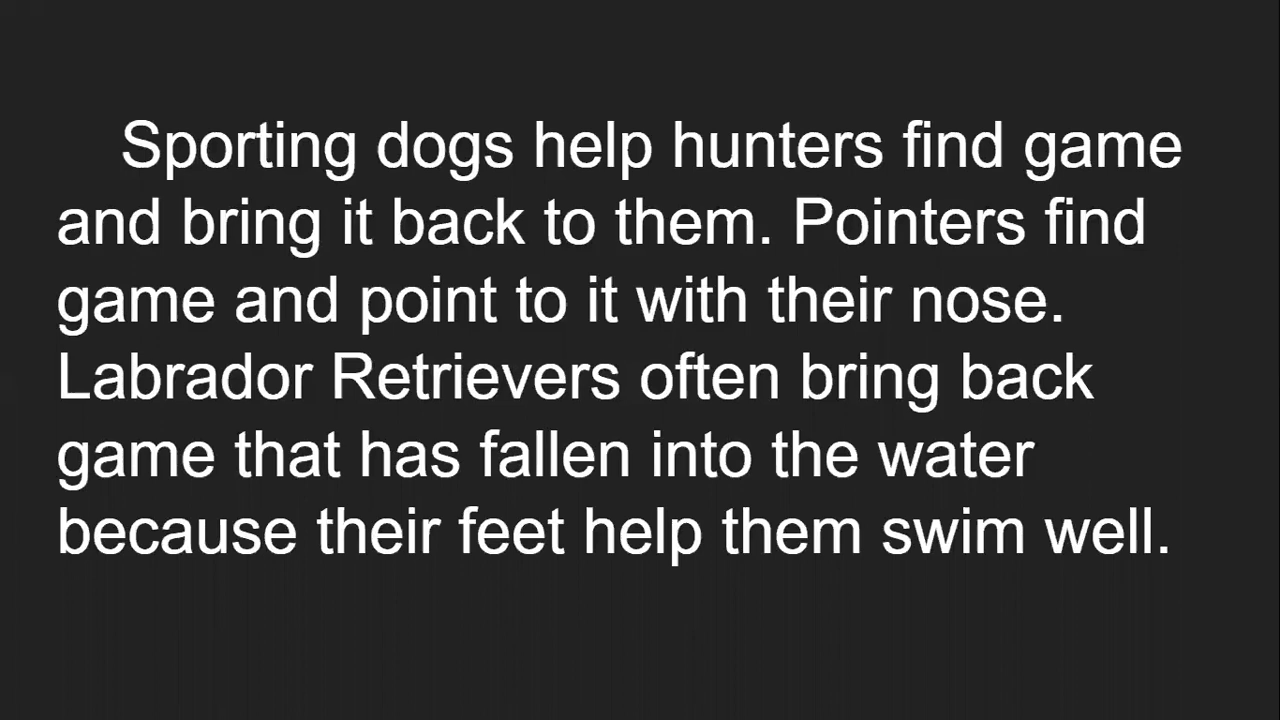 Sporting dogs help hunters find game
and bring it back to them. Pointers find
game and point to it with their nose.
Labrador Retrievers often bring back
game that has fallen into the water
because their feet help them swim well.